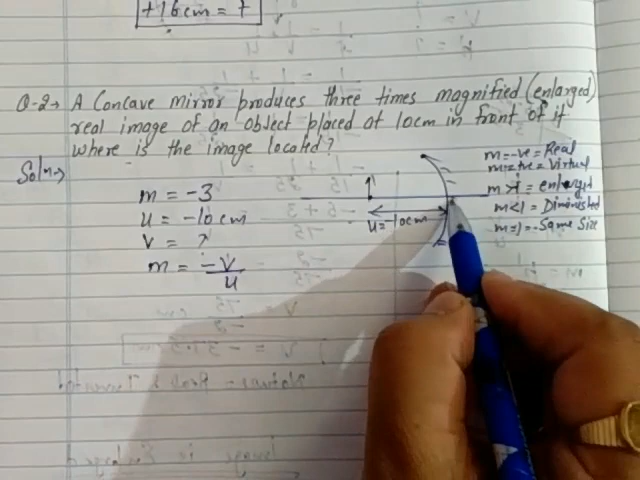 +16cm = f
Q-2→ A Concave mirror produces three times magnified (enlarged)
real image of an object placed at 10cm in front of it
where is the image located?
Soln→
m = -3
u = -10 cm
v = ?
m = -v/u
u = -10cm
m = -ve = Real
m = +ve = Virtual
m > 1 = enlarged
m < 1 = Diminished
m = 1 = Same Size